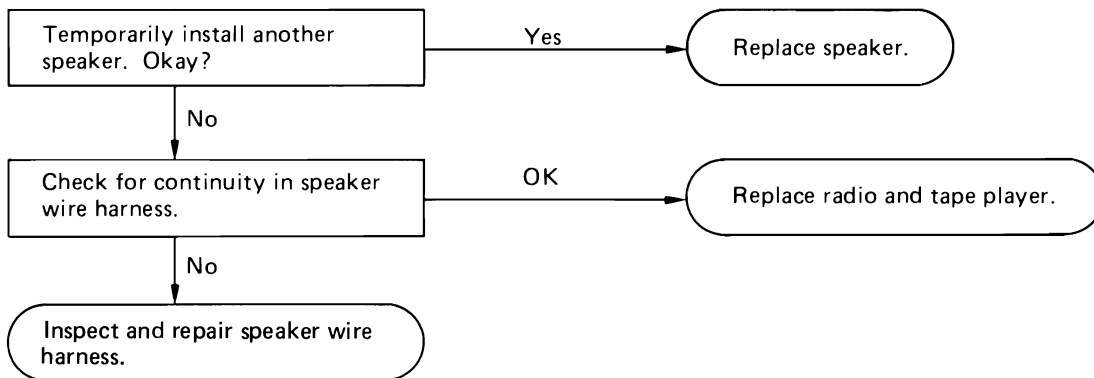 Temporarily install another
speaker. Okay?
Yes
Replace speaker.
No
Check for continuity in speaker
wire harness.
OK
Replace radio and tape player.
No
Inspect and repair speaker wire
harness.